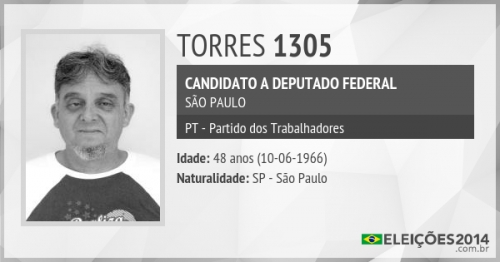 TORRES 1305
CANDIDATO A DEPUTADO FEDERAL
SÃO PAULO
PT - Partido dos Trabalhadores
Idade: 48 anos (10-06-1966)
Naturalidade: SP - São Paulo
ELEIÇÕES2014
.com.br